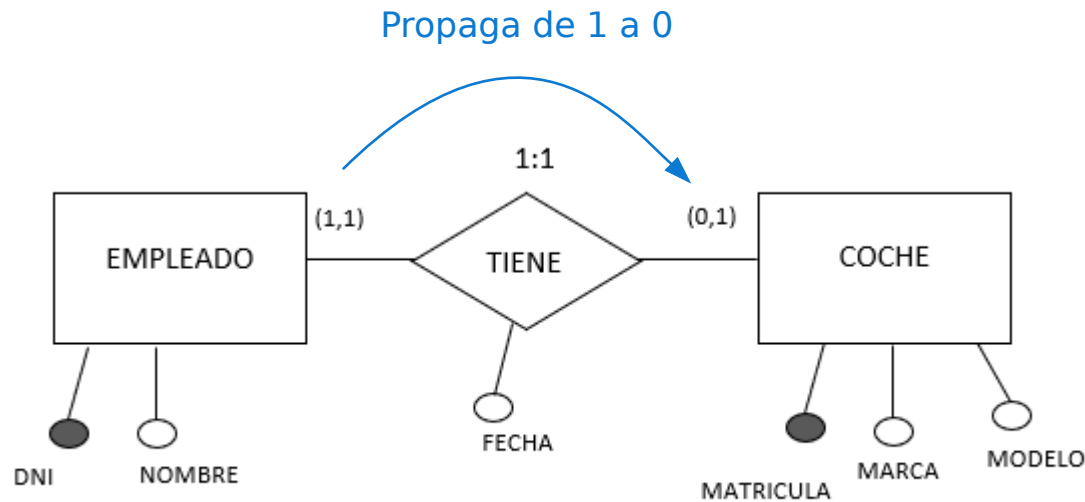 Propaga de 1 a 0
1:1
(1,1)
(0,1)
EMPLEADO
TIENE
COCHE
DNI
NOMBRE
FECHA
MATRICULA
MARCA
MODELO